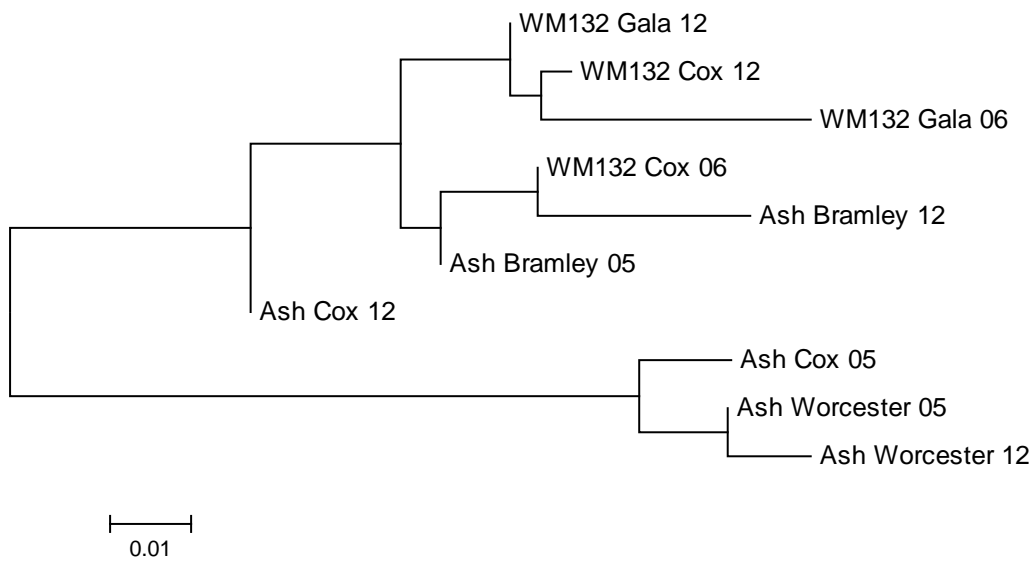 WM132 Gala 12
WM132 Cox 12
WM132 Gala 06
WM132 Cox 06
Ash Bramley 12
Ash Bramley 05
Ash Cox 12
Ash Cox 05
Ash Worcester 05
Ash Worcester 12
0.01